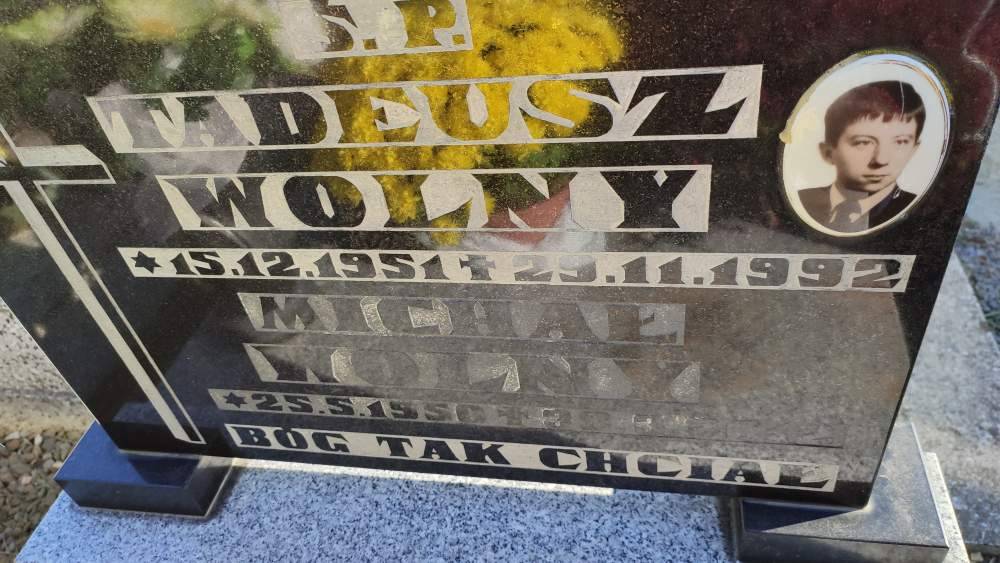 Ś.P.
TADEUSZ
WOLNY
★15.12.1951✝29.11.1992
MICHAŁ
WOLNY
BÓG TAK CHCIAŁ